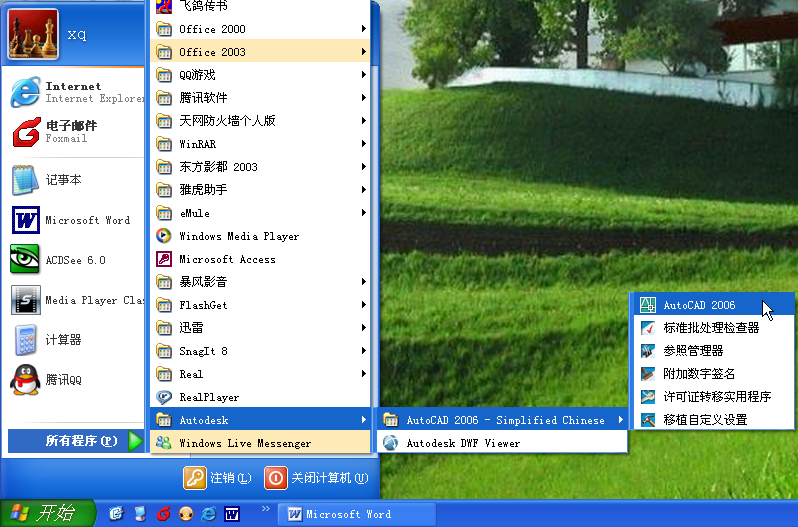 xq
Internet
Internet Explorer
电子邮件
Foxmail
记事本
Microsoft Word
ACDSee 6.0
Media Player Clas
计算器
腾讯QQ
所有程序(P)
飞鸽传书
Office 2000
Office 2003
QQ游戏
腾讯软件
天网防火墙个人版
WinRAR
东方影都 2003
雅虎助手
eMule
Windows Media Player
Microsoft Access
暴风影音
FlashGet
迅雷
SnagIt 8
Real
RealPlayer
Autodesk
Windows Live Messenger
AutoCAD 2006 - Simplified Chinese
Autodesk DWF Viewer
AutoCAD 2006
标准批处理检查器
参照管理器
附加数字签名
许可证转移实用程序
移植自定义设置
注销(L)
关闭计算机(U)
开始
Microsoft Word